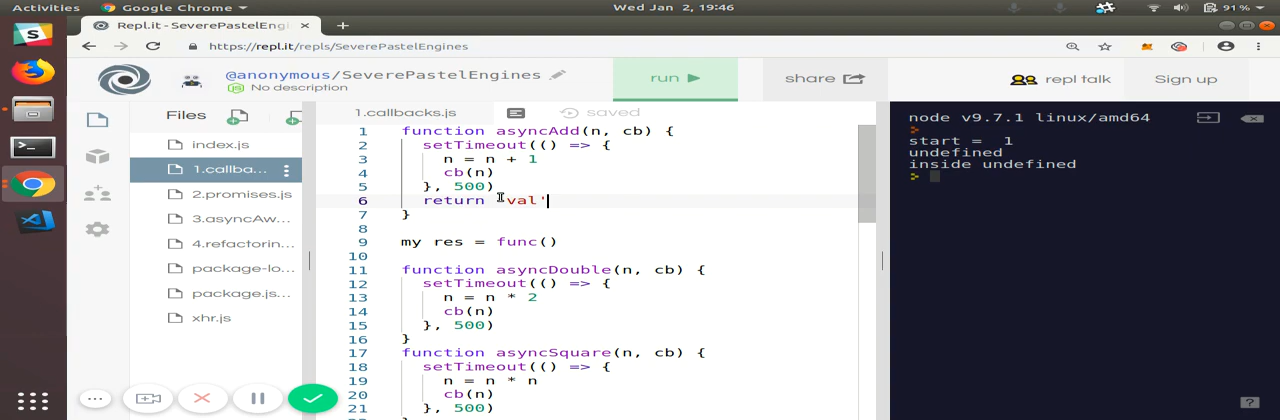 Activities Google Chrome Wed Jan 2, 19:46 91 %
Repl.it - SeverePastelEngi
https://repl.it/repls/SeverePastelEngines
@anonymous/SeverePastelEngines
No description
run
share
repl talk
Sign up
Files
index.js
1.callba...
2.promises.js
3.asyncAw...
4.refactorin...
package-lo...
package.js...
xhr.js
1.callbacks.js
saved
1 function asyncAdd(n, cb) {
2 setTimeout(() => {
3 n = n + 1
4 cb(n)
5 }, 500)
6 return 'val'
7 }
8
9 my res = func()
10
11 function asyncDouble(n, cb) {
12 setTimeout(() => {
13 n = n * 2
14 cb(n)
15 }, 500)
16 }
17 function asyncSquare(n, cb) {
18 setTimeout(() => {
19 n = n * n
20 cb(n)
21 }, 500)
node v9.7.1 linux/amd64
start = 1
undefined
inside undefined